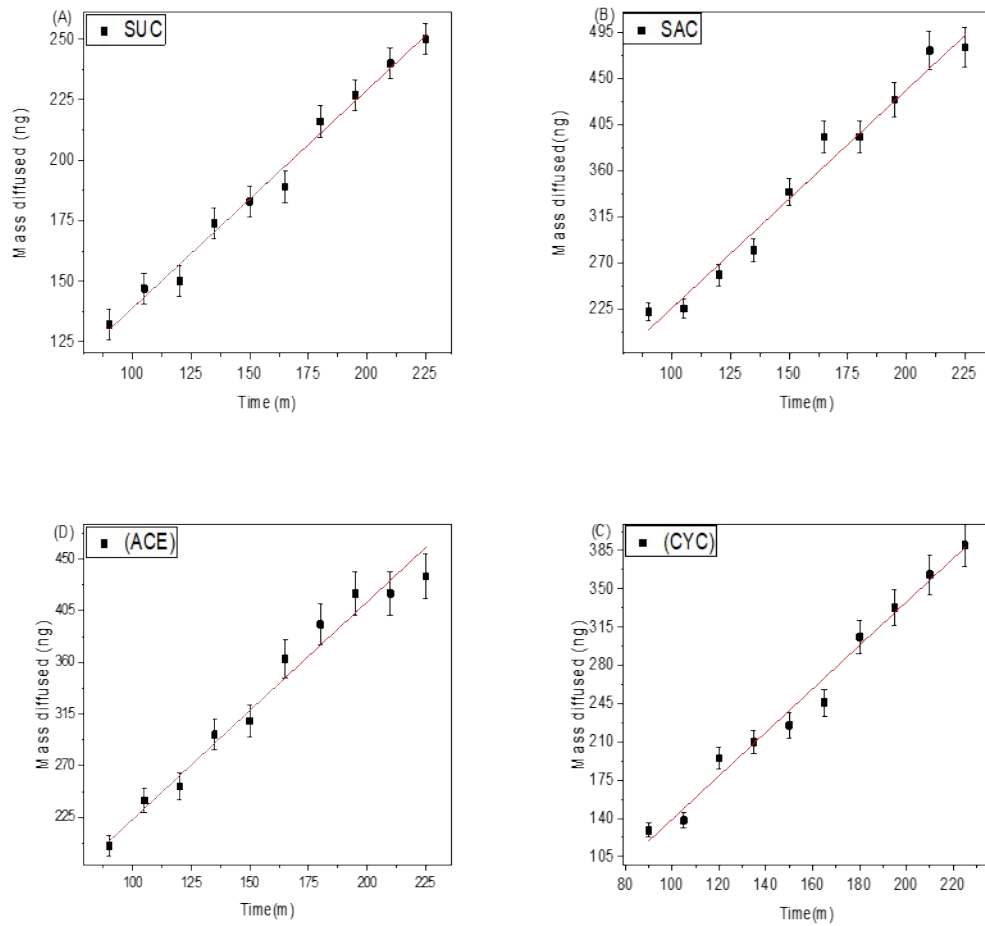 (A)
SUC
250
225
200
175
150
125
Mass diffused (ng)
100 125 150 175 200 225
Time (m)
(B)
SAC
495
450
405
360
315
270
225
Mass diffused(ng)
100 125 150 175 200 225
Time(m)
(D)
(ACE)
450
405
360
315
270
225
Mass diffused (ng)
100 125 150 175 200 225
Time(m)
(C)
(CYC)
385
350
315
280
245
210
175
140
105
Mass diffused (ng)
80 100 120 140 160 180 200 220
Time(m)